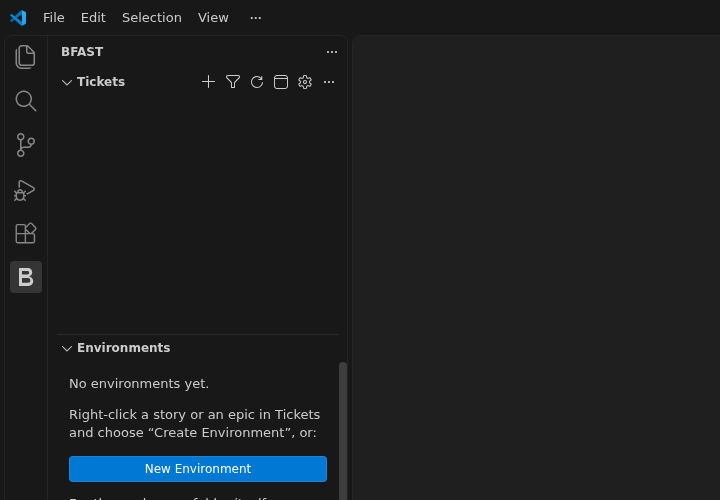 File Edit Selection View ···
BFAST ···
Tickets ···
B
Environments
No environments yet.
Right-click a story or an epic in Tickets
and choose “Create Environment”, or:
New Environment